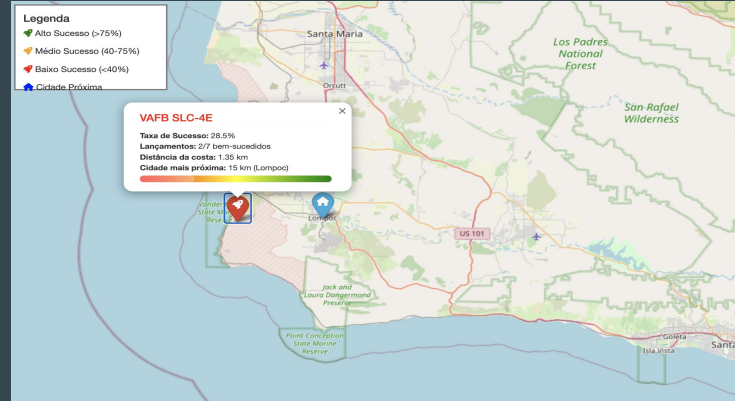 Legenda
Alto Sucesso (>75%)
Médio Sucesso (40-75%)
Baixo Sucesso (<40%)
Cidade Próxima
Santa Maria
Orcutt
Los Padres
National
Forest
San Rafael
Wilderness
×
VAFB SLC-4E
Taxa de Sucesso: 28.5%
Lançamentos: 2/7 bem-sucedidos
Distância da costa: 1.35 km
Cidade mais próxima: 15 km (Lompoc)
State
Lompoc
US 101
Jack and
Laura Dangermond
Preserve
Point Conception
State Marine
Reserve
Goleta
Isla Vista
Santa